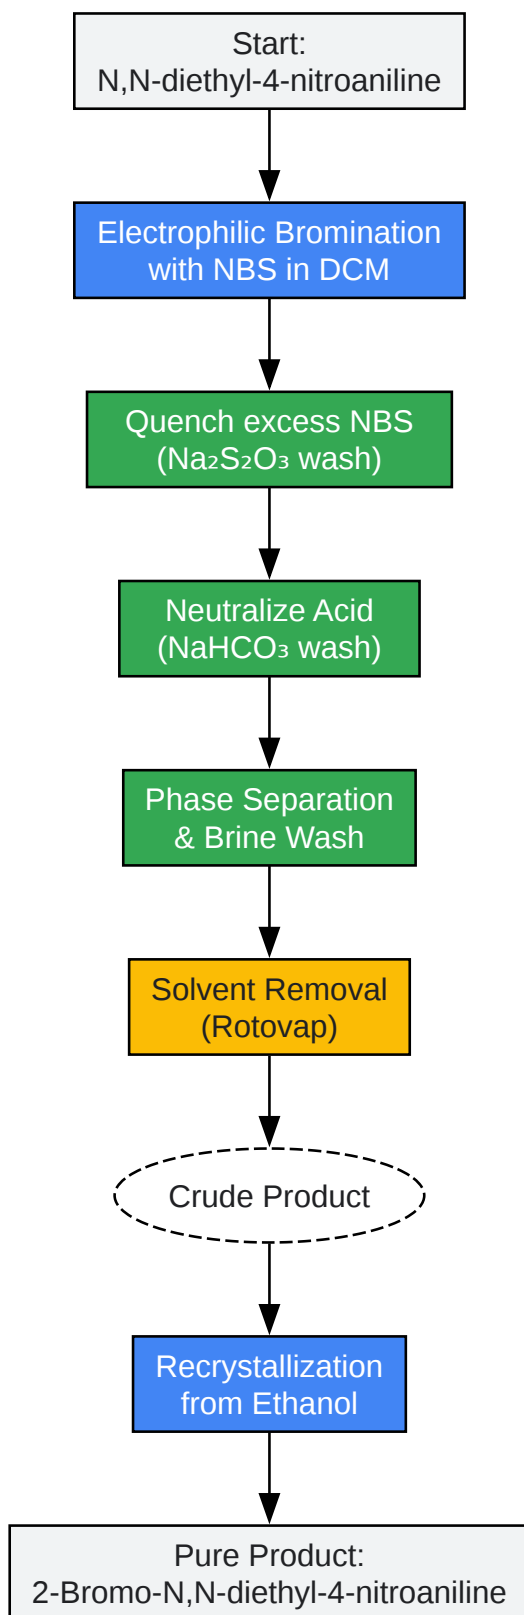 Start:
N,N-diethyl-4-nitroaniline
Electrophilic Bromination
with NBS in DCM
Quench excess NBS
(Na₂S₂O₃ wash)
Neutralize Acid
(NaHCO₃ wash)
Phase Separation
& Brine Wash
Solvent Removal
(Rotovap)
Crude Product
Recrystallization
from Ethanol
Pure Product:
2-Bromo-N,N-diethyl-4-nitroaniline